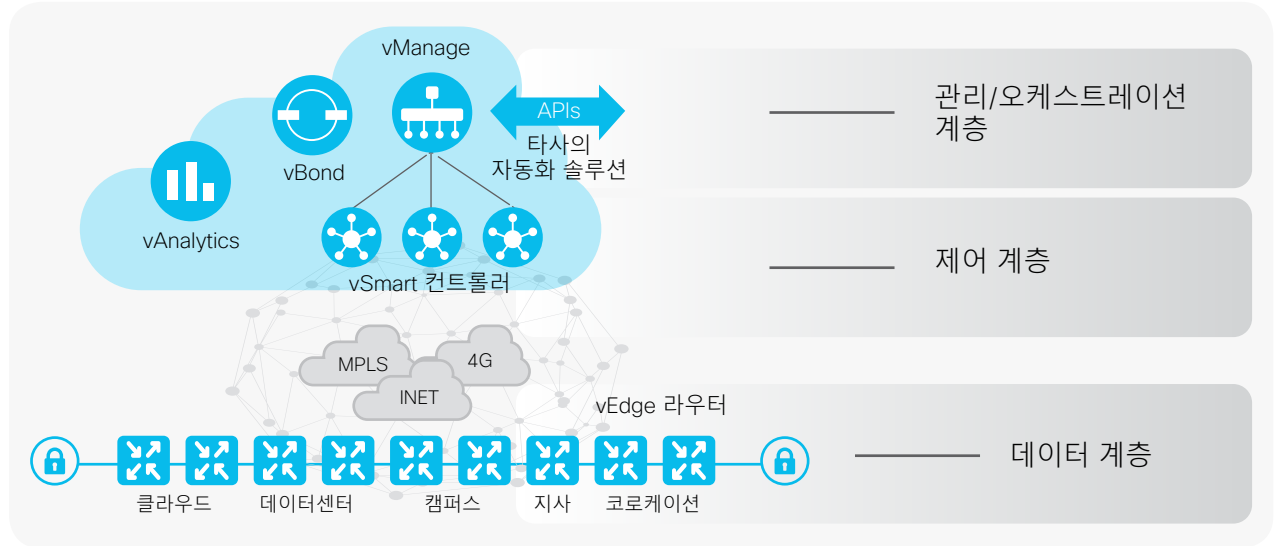 vManage
APIs
타사의
자동화 솔루션
vBond
vAnalytics
vSmart 컨트롤러
관리/오케스트레이션
계층
제어 계층
MPLS
4G
INET
vEdge 라우터
데이터 계층
클라우드
데이터센터
캠퍼스
지사
코로케이션